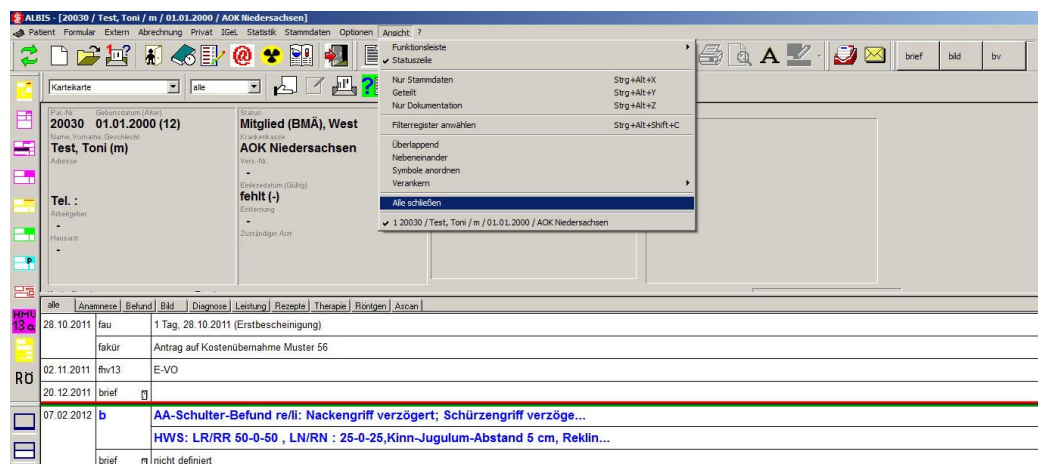 ALBIS - [20030 / Test, Toni / m / 01.01.2000 / AOK Niedersachsen]
Patient Formular Extern Abrechnung Privat IGeL Statistik Stammdaten Optionen Ansicht ?
Funktionsleiste
Statuszeile
Nur Stammdaten Strg+Alt+X
Geteilt Strg+Alt+Y
Nur Dokumentation Strg+Alt+Z
Filterregister anwählen Strg+Alt+Shift+C
Überlappend
Nebeneinander
Symbole anordnen
Verankern
Alle schließen
1 20030 / Test, Toni / m / 01.01.2000 / AOK Niedersachsen
brief bild bv
Karteikarte alle
Pat.-Nr. Geburtsdatum (Alter)
20030 01.01.2000 (12)
Name, Vorname, Geschlecht
Test, Toni (m)
Adresse
Tel. :
Arbeitgeber
-
Hausarzt
-
Status:
Mitglied (BMÄ), West
Krankenkasse
AOK Niedersachsen
Vers.-Nr.
-
Einlesedatum (Gültig)
fehlt (-)
Entfernung
-
Zuständiger Arzt
HMV
13 a
RÖ
alle Anamnese Befund Bild Diagnose Leistung Rezepte Therapie Röntgen Ascan
28.10.2011 fau 1 Tag, 28.10.2011 (Erstbescheinigung)
fakür Antrag auf Kostenübernahme Muster 56
02.11.2011 fhv13 E-VO
20.12.2011 brief
07.02.2012 b AA-Schulter-Befund re/li: Nackengriff verzögert; Schürzengriff verzöge...
HWS: LR/RR 50-0-50 , LN/RN : 25-0-25,Kinn-Jugulum-Abstand 5 cm, Reklin...
brief nicht definiert